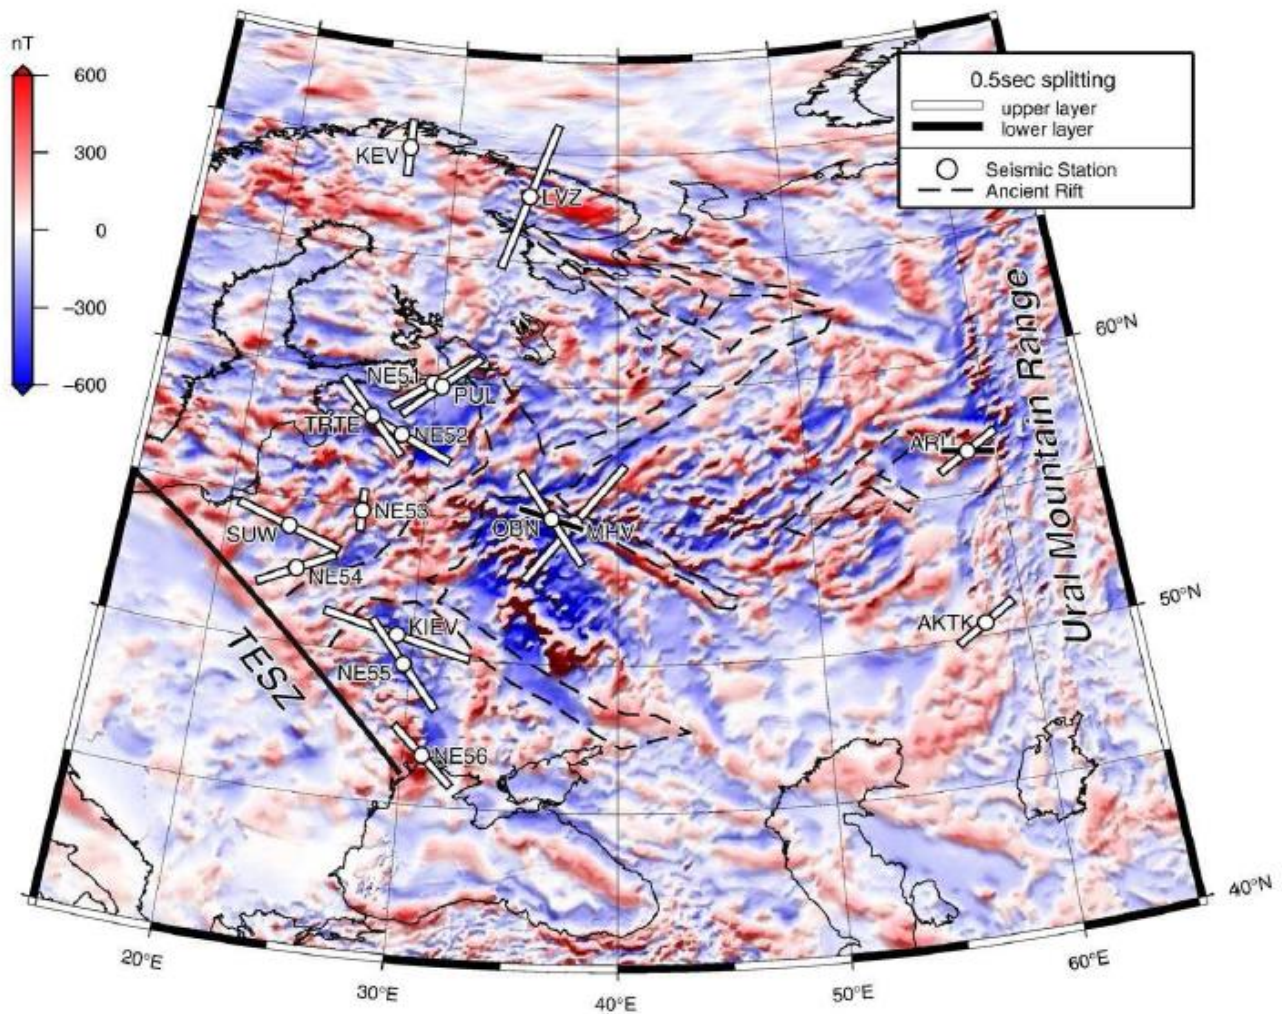 nT
600
300
0
−300
−600
0.5sec splitting
upper layer
lower layer
Seismic Station
Ancient Rift
KEV
LVZ
60°N
Ural Mountain Range
NE51
PUL
TRTE
NE52
ARU
NE53
SUW
OBN
MHV
NE54
50°N
KIEV
AKTK
TESZ
NE55
NE56
40°N
20°E
30°E
40°E
50°E
60°E